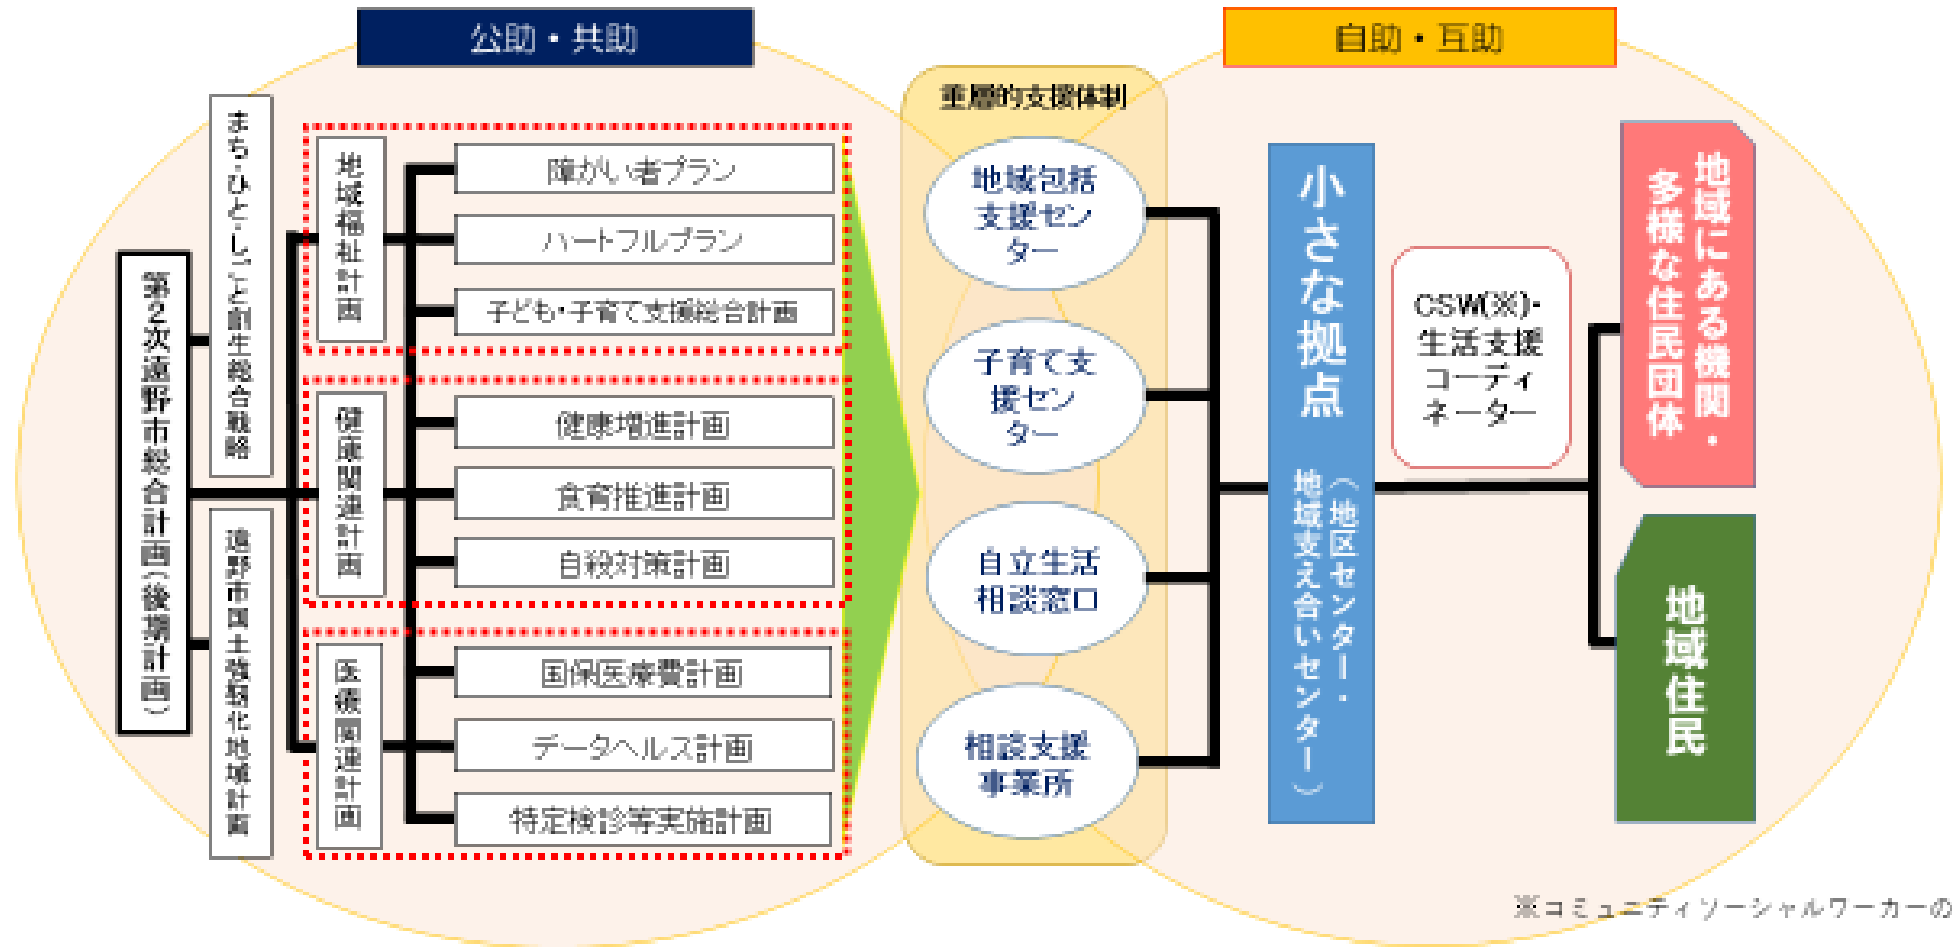 公助・共助
自助・互助
重層的支援体制
第2次遠野市総合計画(後期計画)
まち・ひと・しごと創生総合戦略
遠野市国土強靱化地域計画
地域福祉計画
障がい者プラン
ハートフルプラン
子ども・子育て支援総合計画
健康関連計画
健康増進計画
食育推進計画
自殺対策計画
医療関連計画
国保医療費計画
データヘルス計画
特定検診等実施計画
地域包括
支援セン
ター
子育て支
援セン
ター
自立生活
相談窓口
相談支援
事業所
小さな拠点
(地区センター・
地域支え合いセンター)
CSW(※)・
生活支援
コーディ
ネーター
地域にある機関・
多様な住民団体
地域住民
※コミュニティソーシャルワーカーの